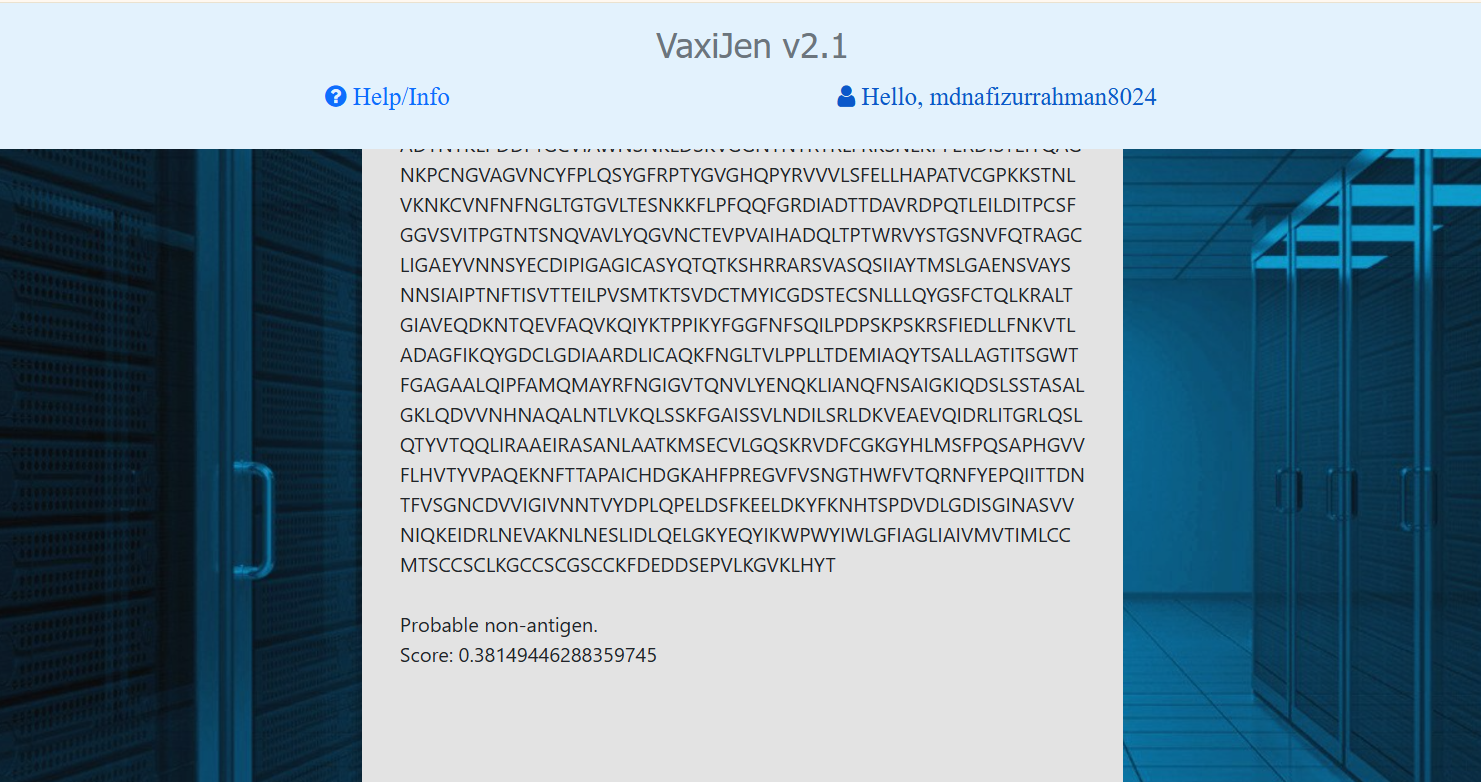 VaxiJen v2.1
Help/Info
Hello, mdnafizurrahman8024
NKPCNGVAGVNCYFPLQSYGFRPTYGVGHQPYRVVVLSFELLHAPATVCGPKKSTNL
VKNKCVNFNFNGLTGTGVLTESNKKFLPFQQFGRDIADTTDAVRDPQTLEILDITPCSF
GGVSVITPGTNTSNQVAVLYQGVNCTEVPVAIHADQLTPTWRVYSTGSNVFQTRAGC
LIGAEYVNNSYECDIPIGAGICASYQTQTKSHRRARSVASQSIIAYTMSLGAENSVAYS
NNSIAIPTNFTISVTTEILPVSMTKTSVDCTMYICGDSTECSNLLLQYGSFCTQLKRALT
GIAVEQDKNTQEVFAQVKQIYKTPPIKYFGGFNFSQILPDPSKPSKRSFIEDLLFNKVTL
ADAGFIKQYGDCLGDIAARDLICAQKFNGLTVLPPLLTDEMIAQYTSALLAGTITSGWT
FGAGAALQIPFAMQMAYRFNGIGVTQNVLYENQKLIANQFNSAIGKIQDSLSSTASAL
GKLQDVVNHNAQALNTLVKQLSSKFGAISSVLNDILSRLDKVEAEVQIDRLITGRLQSL
QTYVTQQLIRAAEIRASANLAATKMSECVLGQSKRVDFCGKGYHLMSFPQSAPHGVV
FLHVTYVPAQEKNFTTAPAICHDGKAHFPREGVFVSNGTHWFVTQRNFYEPQIITTDN
TFVSGNCDVVIGIVNNTVYDPLQPELDSFKEELDKYFKNHTSPDVDLGDISGINASVV
NIQKEIDRLNEVAKNLNESLIDLQELGKYEQYIKWPWYIWLGFIAGLIAIVMVTIMLCC
MTSCCSCLKGCCSCGSCCKFDEDDSEPVLKGVKLHYT
Probable non-antigen.
Score: 0.38149446288359745